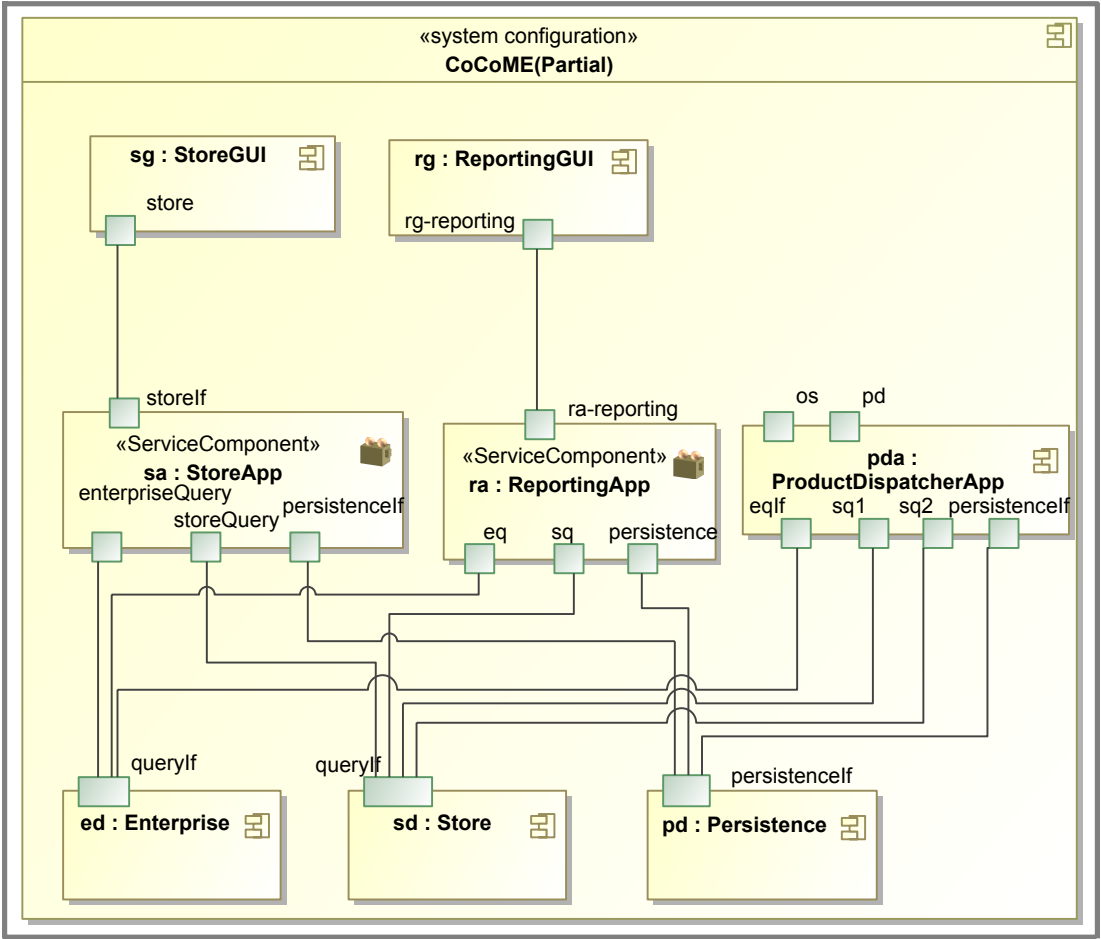 «system configuration»
CoCoME(Partial)
sg : StoreGUI
store
rg : ReportingGUI
rg-reporting
storeIf
«ServiceComponent»
sa : StoreApp
enterpriseQuery
storeQuery
persistenceIf
ra-reporting
«ServiceComponent»
ra : ReportingApp
eq
sq
persistence
os
pd
pda :
ProductDispatcherApp
eqIf
sq1
sq2
persistenceIf
queryIf
ed : Enterprise
queryIf
sd : Store
persistenceIf
pd : Persistence